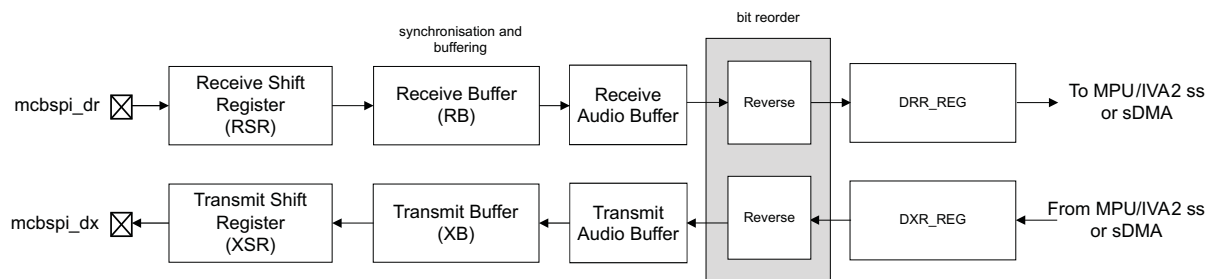 bit reorder
synchronisation and
buffering
mcbspi_dr
Receive Shift
Register
(RSR)
Receive Buffer
(RB)
Receive
Audio Buffer
Reverse
DRR_REG
To MPU/IVA2 ss
or sDMA
mcbspi_dx
Transmit Shift
Register
(XSR)
Transmit Buffer
(XB)
Transmit
Audio Buffer
Reverse
DXR_REG
From MPU/IVA2 ss
or sDMA